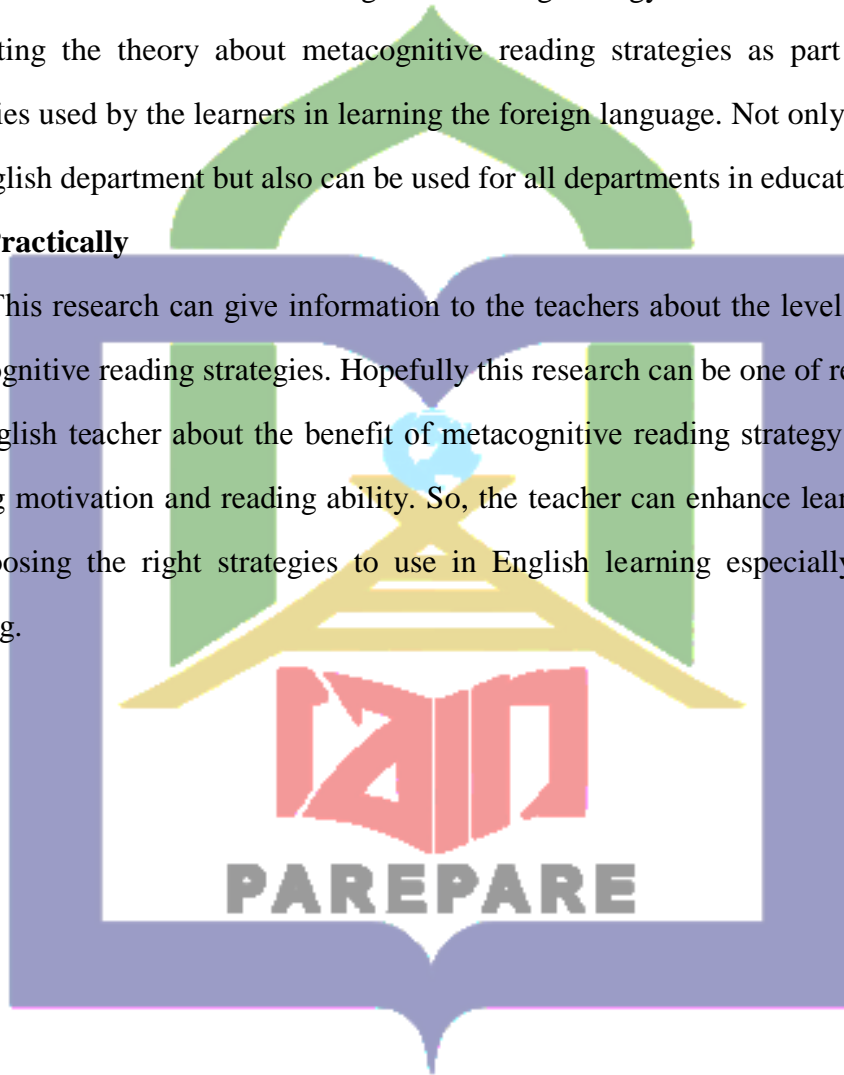 ting the theory about metacognitive reading strategies as part
ies used by the learners in learning the foreign language. Not only
glish department but also can be used for all departments in educat
Practically
This research can give information to the teachers about the level
ognitive reading strategies. Hopefully this research can be one of re
glish teacher about the benefit of metacognitive reading strategy
g motivation and reading ability. So, the teacher can enhance lear
osing the right strategies to use in English learning especially
g.
IAIN
PAREPARE